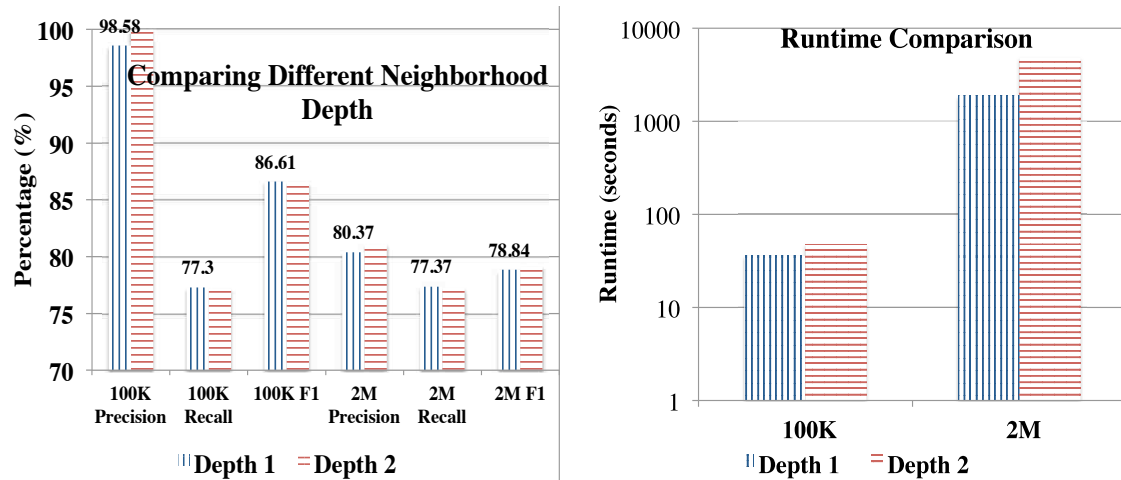 Comparing Different Neighborhood
Depth
Percentage (%)
100
95
90
85
80
75
70
98.58
77.3
86.61
80.37
77.37
78.84
100K
Precision
100K
Recall
100K F1
2M
Precision
2M
Recall
2M F1
Depth 1
Depth 2
Runtime Comparison
Runtime (seconds)
10000
1000
100
10
1
100K
2M
Depth 1
Depth 2